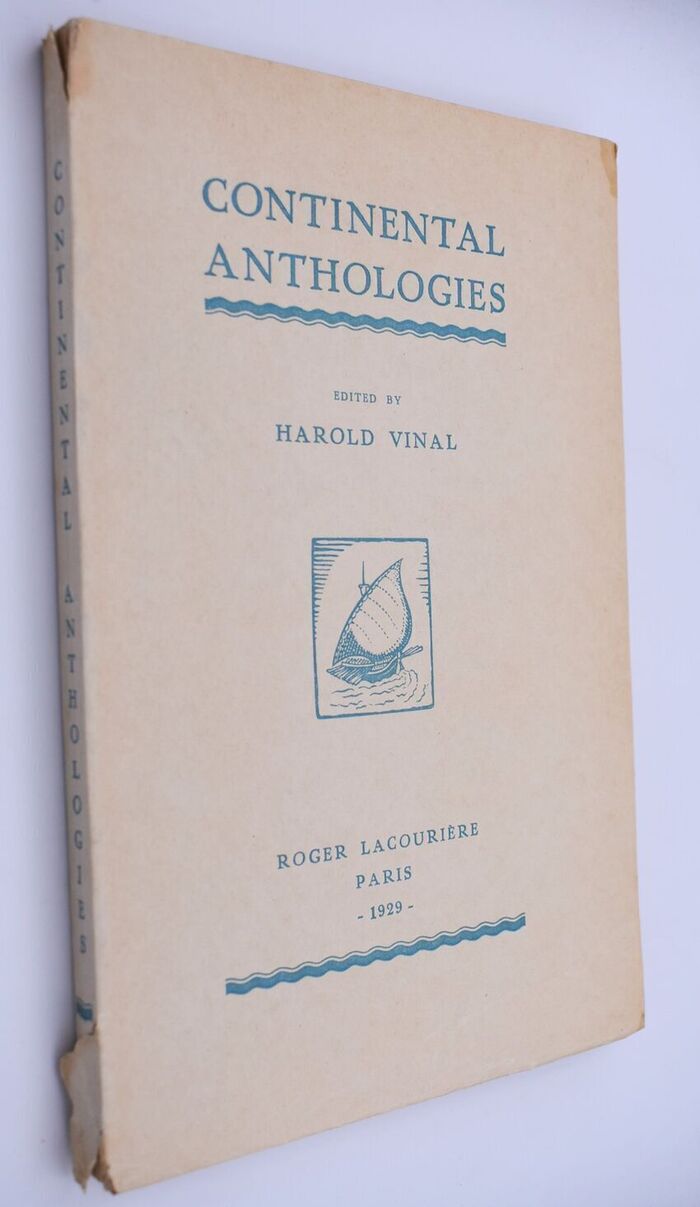 CONTINENTAL ANTHOLOGIES
CONTINENTAL
ANTHOLOGIES
EDITED BY
HAROLD VINAL
ROGER LACOURIÈRE
PARIS
- 1929 -